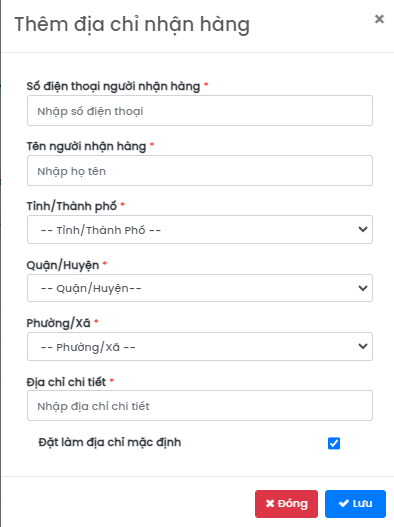 Thêm địa chỉ nhận hàng
×
Số điện thoại người nhận hàng *
Nhập số điện thoại
Tên người nhận hàng *
Nhập họ tên
Tỉnh/Thành phố *
-- Tỉnh/Thành Phố --
Quận/Huyện *
-- Quận/Huyện--
Phường/Xã *
-- Phường/Xã --
Địa chỉ chi tiết *
Nhập địa chỉ chi tiết
Đặt làm địa chỉ mặc định
Đóng
Lưu